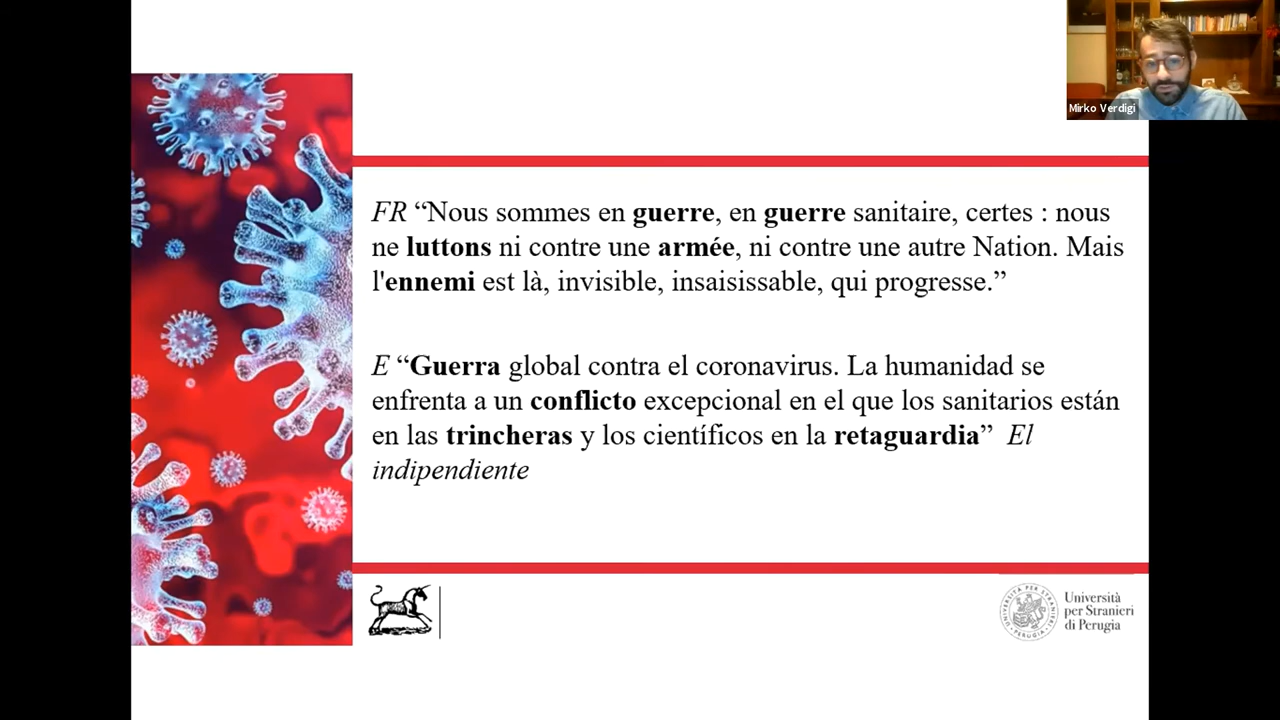 Mirko Verdigi
FR “Nous sommes en guerre, en guerre sanitaire, certes : nous
ne luttons ni contre une armée, ni contre une autre Nation. Mais
l'ennemi est là, invisible, insaisissable, qui progresse.”
E “Guerra global contra el coronavirus. La humanidad se
enfrenta a un conflicto excepcional en el que los sanitarios están
en las trincheras y los científicos en la retaguardia” El
indipendiente
Università
per Stranieri
di Perugia